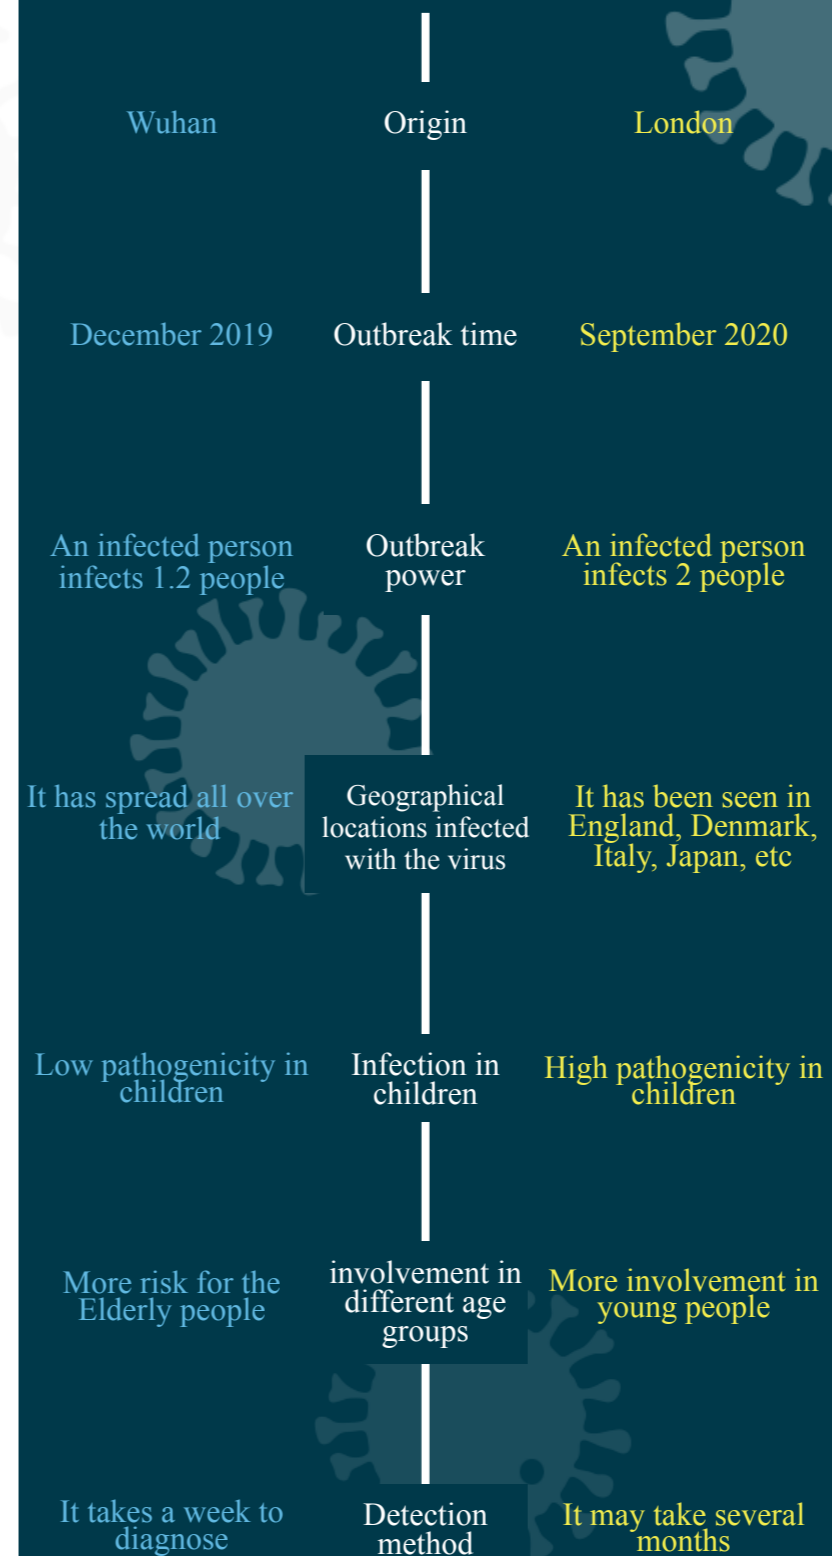 Wuhan
Origin
London
December 2019
Outbreak time
September 2020
An infected person
infects 1.2 people
Outbreak
power
An infected person
infects 2 people
It has spread all over
the world
Geographical
locations infected
with the virus
It has been seen in
England, Denmark,
Italy, Japan, etc
Low pathogenicity in
children
Infection in
children
High pathogenicity in
children
More risk for the
Elderly people
involvement in
different age
groups
More involvement in
young people
It takes a week to
diagnose
Detection
method
It may take several
months